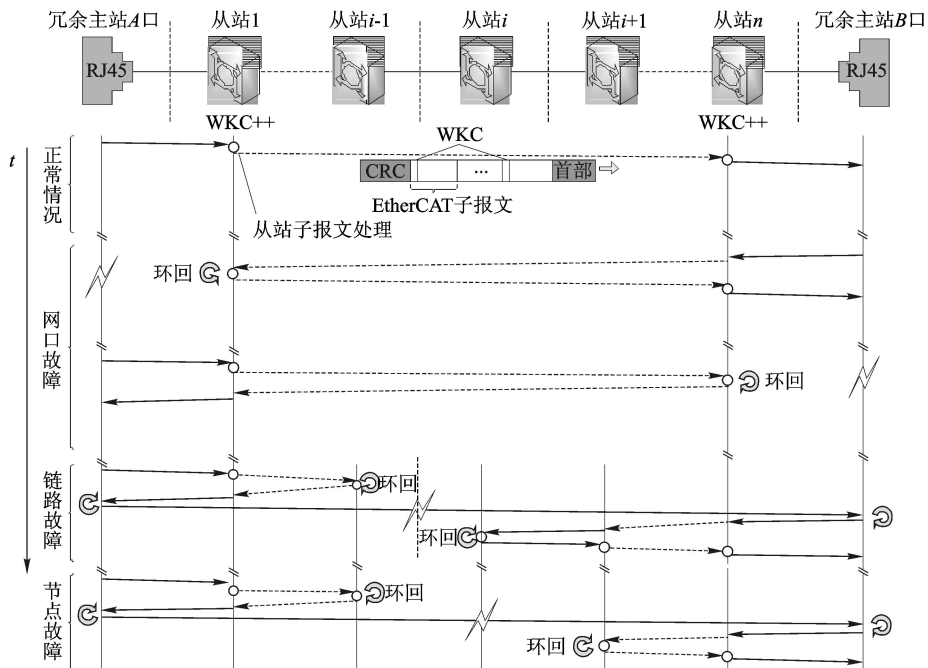 冗余主站A口
从站1
从站i-1
从站i
从站i+1
从站n
冗余主站B口
RJ45
RJ45
WKC++
WKC++
t
正常情况
WKC
CRC
...
首部
EtherCAT子报文
从站子报文处理
网口故障
环回
环回
链路故障
环回
环回
节点故障
环回
环回